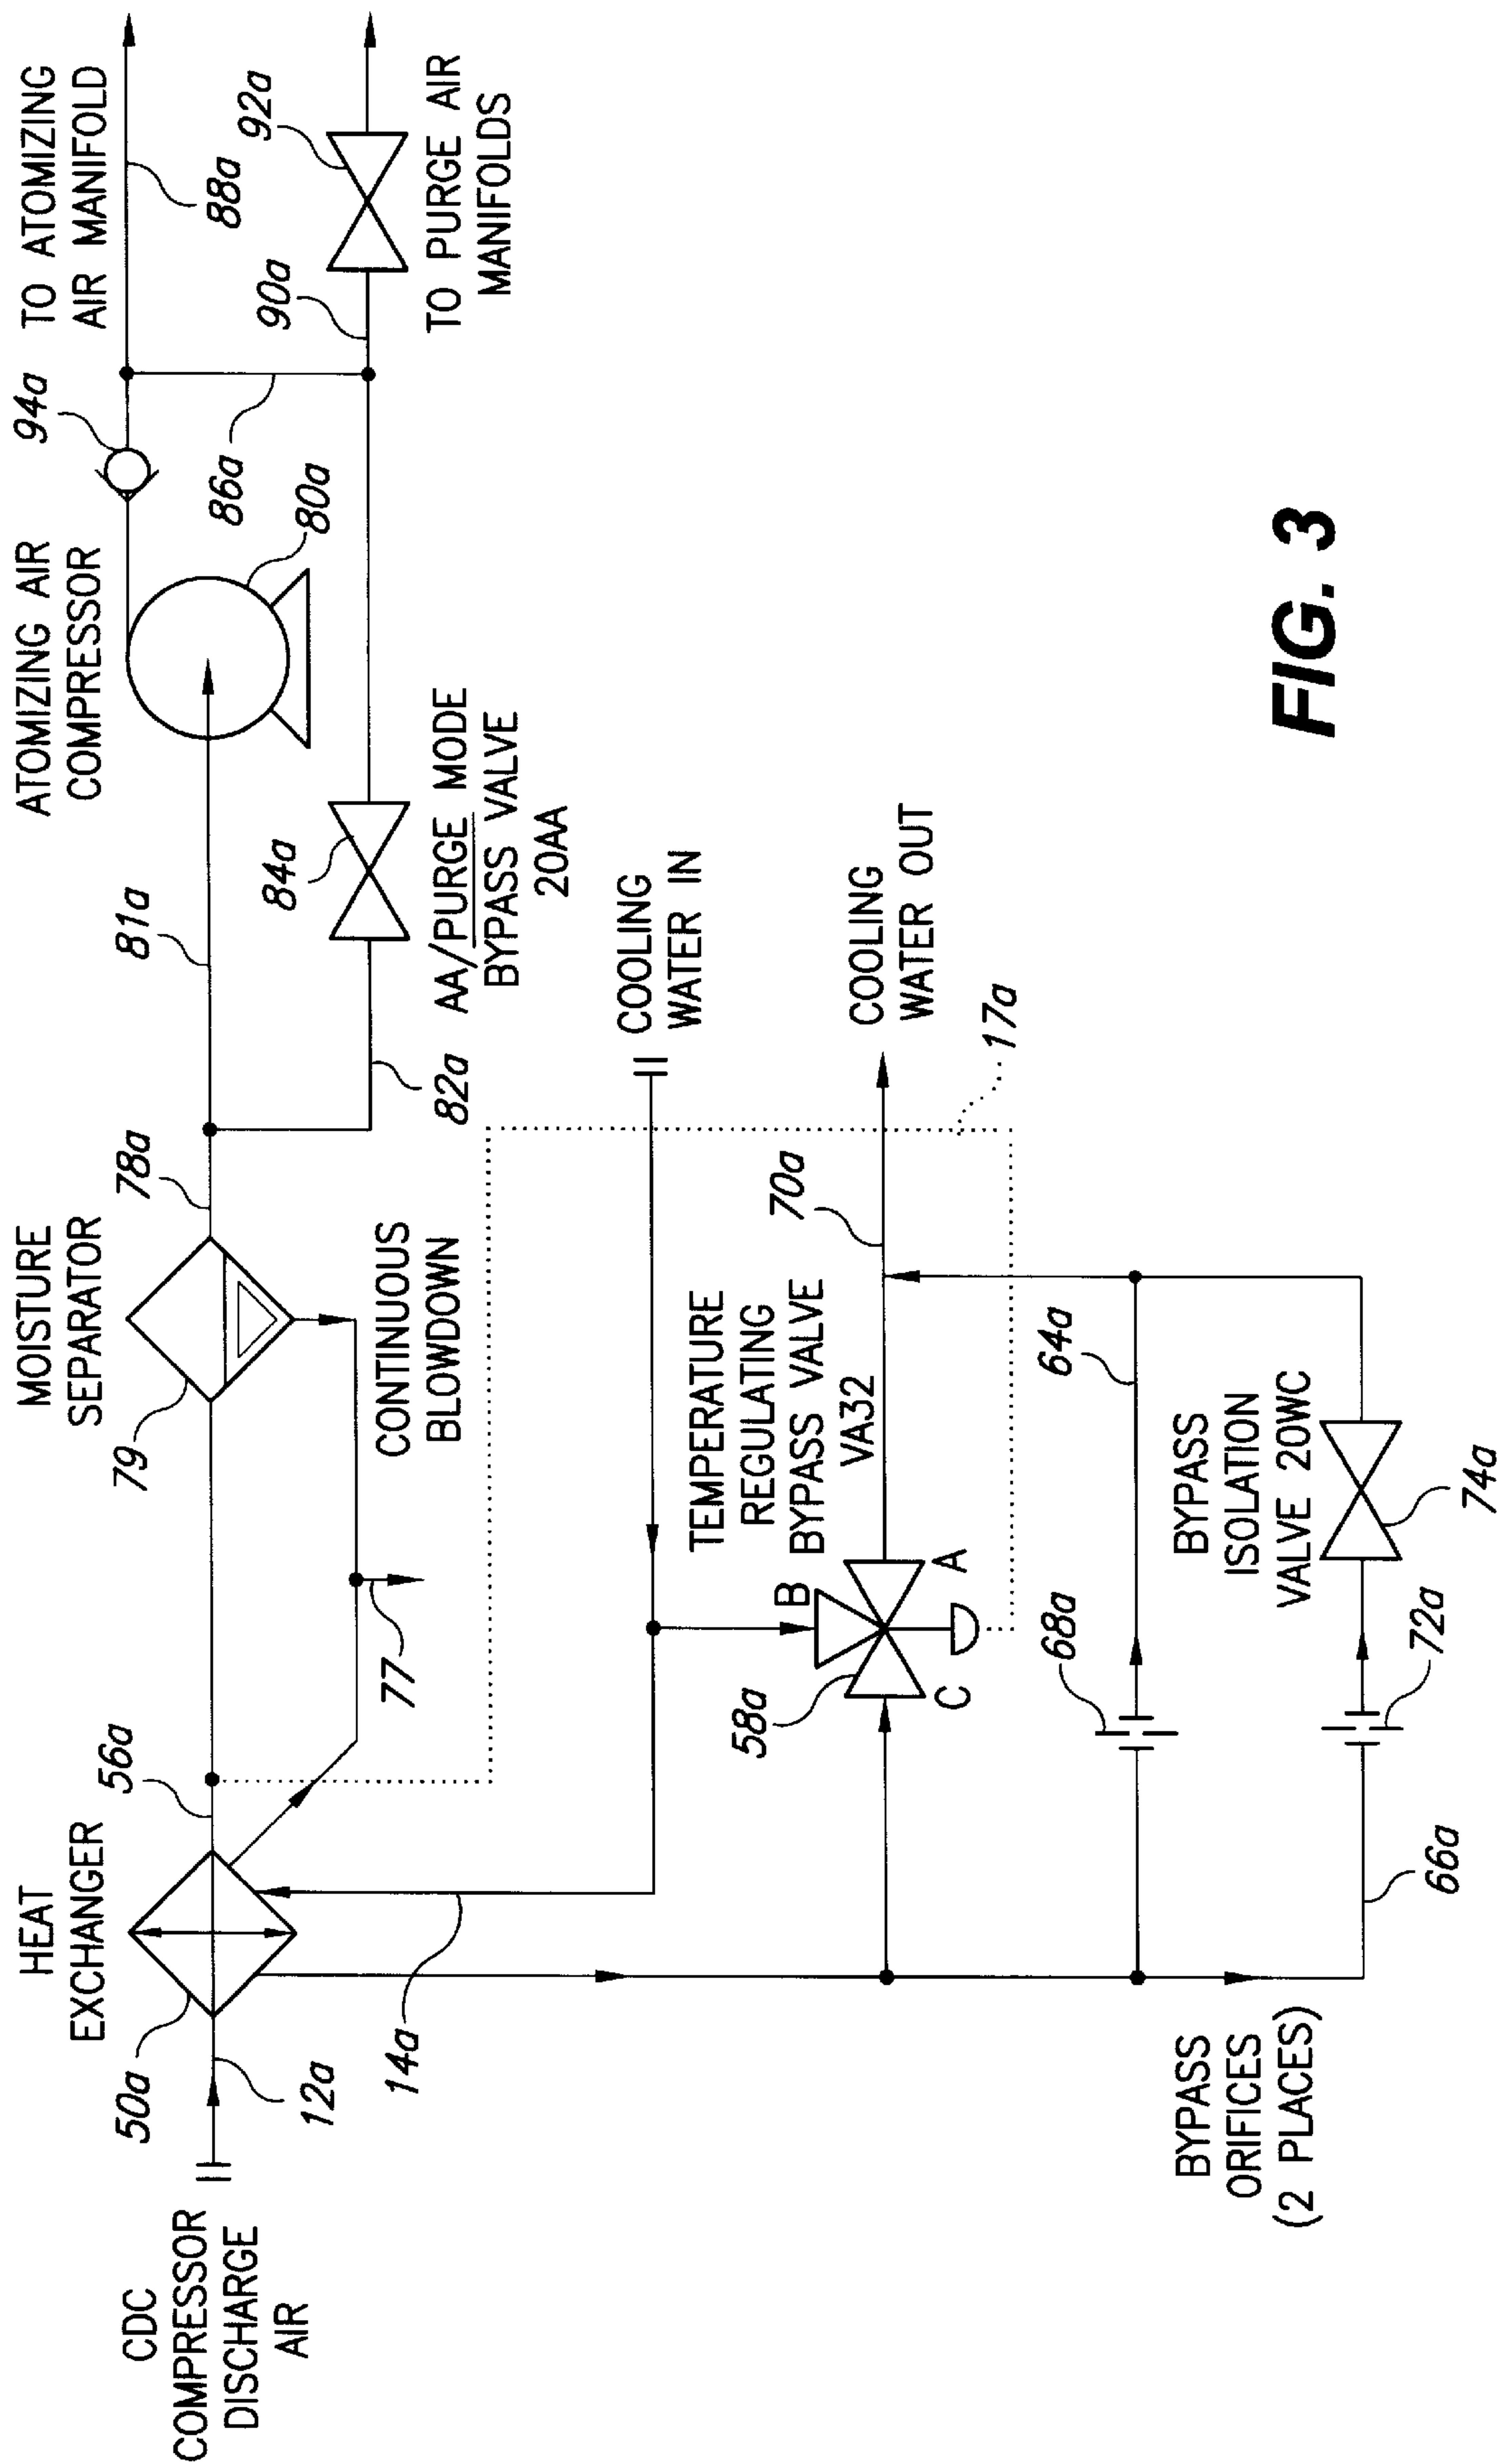 CDC
COMPRESSOR
DISCHARGE
AIR
HEAT
EXCHANGER
50a
12a
56a
14a
MOISTURE
SEPARATOR
79
78a
77
CONTINUOUS
BLOWDOWN
81a
82a
84a
AA/PURGE MODE
BYPASS VALVE
20AA
ATOMIZING AIR
COMPRESSOR
80a
94a
86a
TO ATOMIZING
AIR MANIFOLD
88a
90a
92a
TO PURGE AIR
MANIFOLDS
COOLING
WATER IN
COOLING
WATER OUT
17a
70a
TEMPERATURE
REGULATING
BYPASS VALVE
VA32
B
A
C
58a
64a
68a
BYPASS
ISOLATION
VALVE 20WC
74a
72a
66a
BYPASS
ORIFICES
(2 PLACES)
FIG. 3